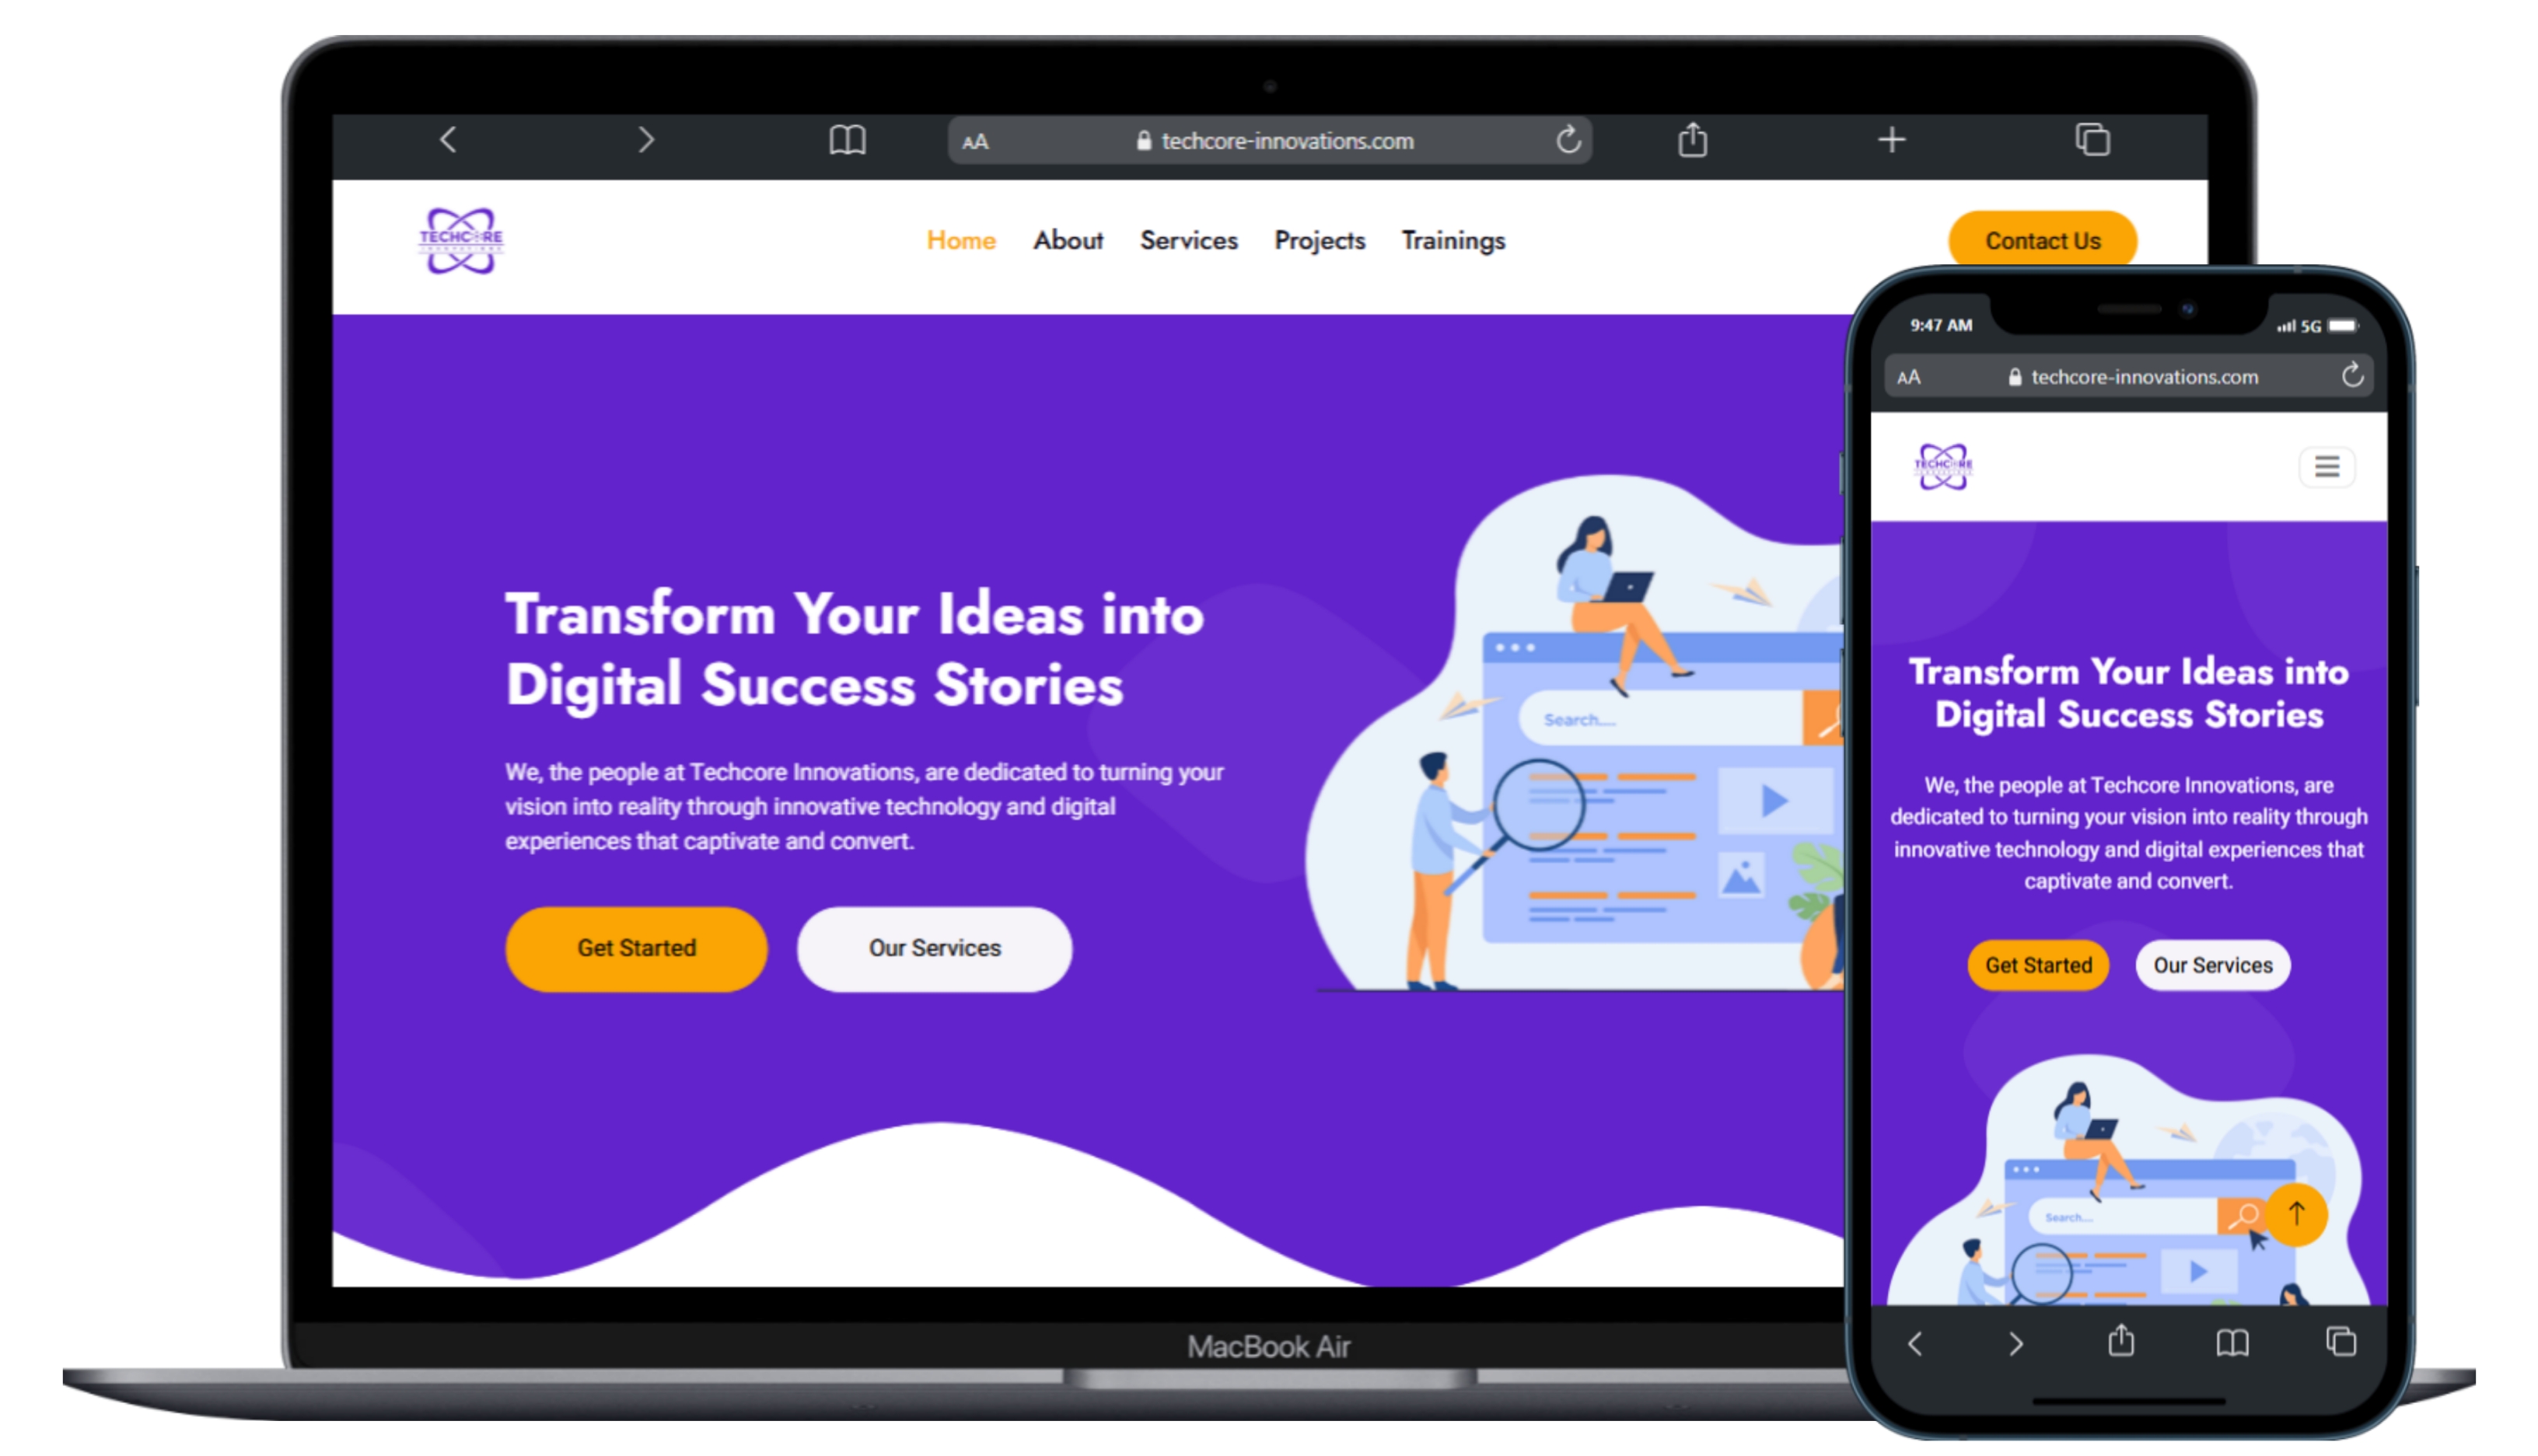 AA
techcore-innovations.com
TECHCORE
Home
About
Services
Projects
Trainings
Contact Us
Transform Your Ideas into
Digital Success Stories
We, the people at Techcore Innovations, are dedicated to turning your
vision into reality through innovative technology and digital
experiences that captivate and convert.
Get Started
Our Services
Search....
MacBook Air
9:47 AM
5G
AA
techcore-innovations.com
TECHCORE
Transform Your Ideas into
Digital Success Stories
We, the people at Techcore Innovations, are
dedicated to turning your vision into reality through
innovative technology and digital experiences that
captivate and convert.
Get Started
Our Services
Search....